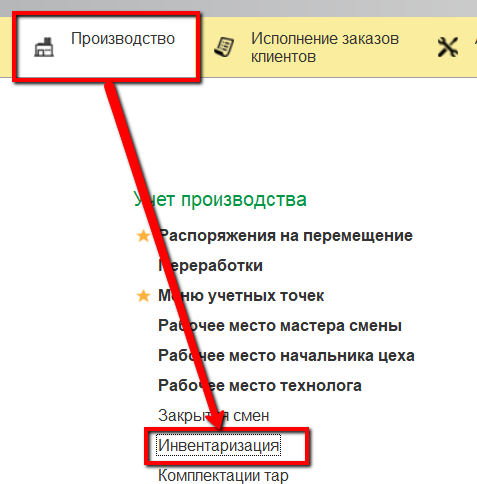 Производство
Исполнение заказов
клиентов
Учет производства
Распоряжения на перемещение
Переработки
Меню учетных точек
Рабочее место мастера смены
Рабочее место начальника цеха
Рабочее место технолога
Закрытия смен
Инвентаризация
Комплектации тар